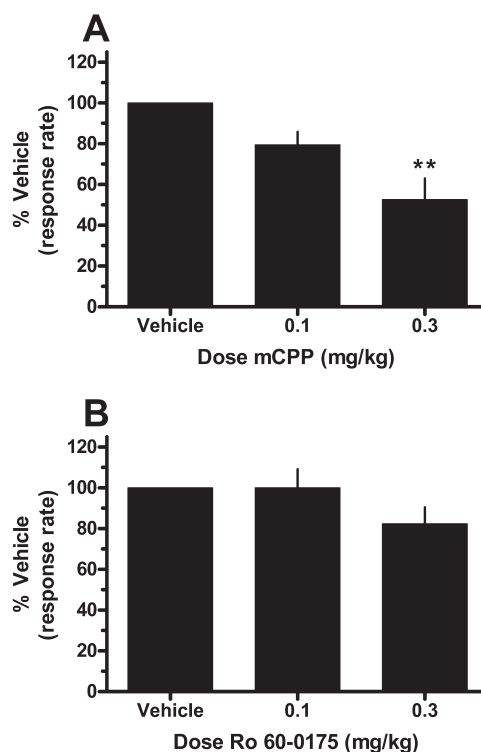 A
120
100
80
60
40
20
0
% Vehicle
(response rate)
**
Vehicle 0.1 0.3
Dose mCPP (mg/kg)
B
120
100
80
60
40
20
0
% Vehicle
(response rate)
Vehicle 0.1 0.3
Dose Ro 60-0175 (mg/kg)